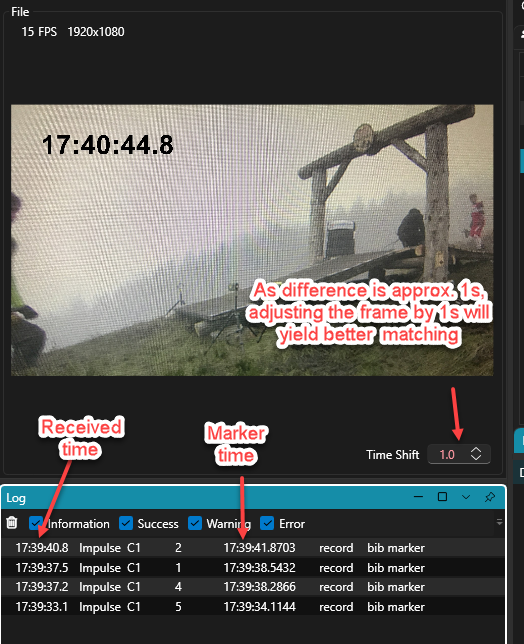 File
15 FPS 1920x1080
17:40:44.8
As difference is approx. 1s,
adjusting the frame by 1s will
yield better matching
Received
time
Marker
time
Time Shift 1.0
Log
Information Success Warning Error
17:39:40.8 Impulse C1 2 17:39:41.8703 record bib marker
17:39:37.5 Impulse C1 1 17:39:38.5432 record bib marker
17:39:37.2 Impulse C1 4 17:39:38.2866 record bib marker
17:39:33.1 Impulse C1 5 17:39:34.1144 record bib marker